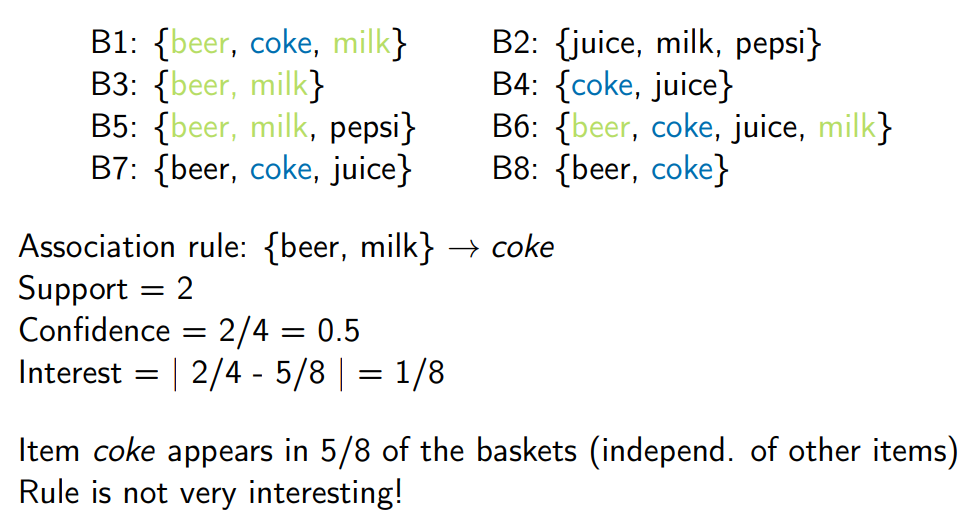 B1: {beer, coke, milk} B2: {juice, milk, pepsi}
B3: {beer, milk} B4: {coke, juice}
B5: {beer, milk, pepsi} B6: {beer, coke, juice, milk}
B7: {beer, coke, juice} B8: {beer, coke}
Association rule: {beer, milk} → coke
Support = 2
Confidence = 2/4 = 0.5
Interest = | 2/4 - 5/8 | = 1/8
Item coke appears in 5/8 of the baskets (independ. of other items)
Rule is not very interesting!